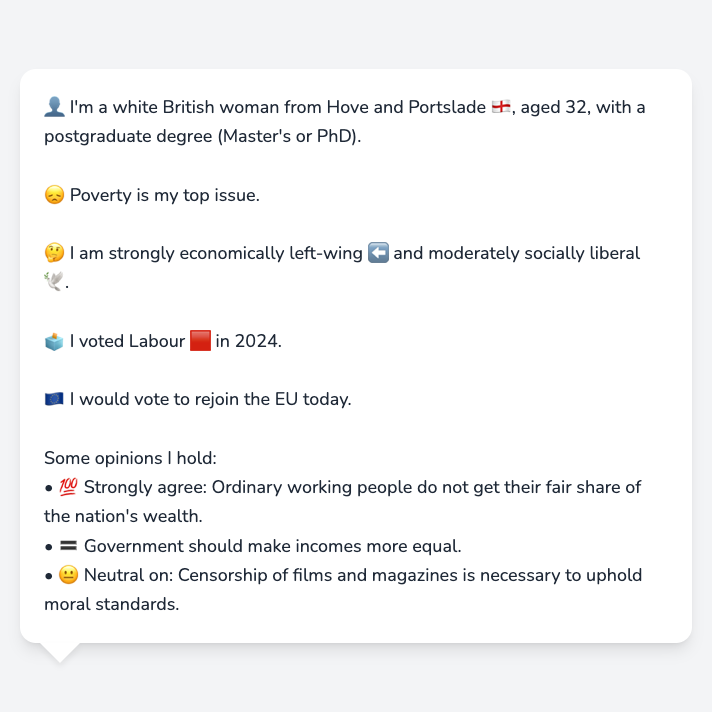 👤 I'm a white British woman from Hove and Portslade 🏴󠁧󠁢󠁥󠁮󠁧󠁿, aged 32, with a
postgraduate degree (Master's or PhD).
😞 Poverty is my top issue.
🤔 I am strongly economically left-wing ⬅️ and moderately socially liberal
🕊️.
🗳️ I voted Labour 🟥 in 2024.
🇪🇺 I would vote to rejoin the EU today.
Some opinions I hold:
• 💯 Strongly agree: Ordinary working people do not get their fair share of
the nation's wealth.
• 🟰 Government should make incomes more equal.
• 😐 Neutral on: Censorship of films and magazines is necessary to uphold
moral standards.